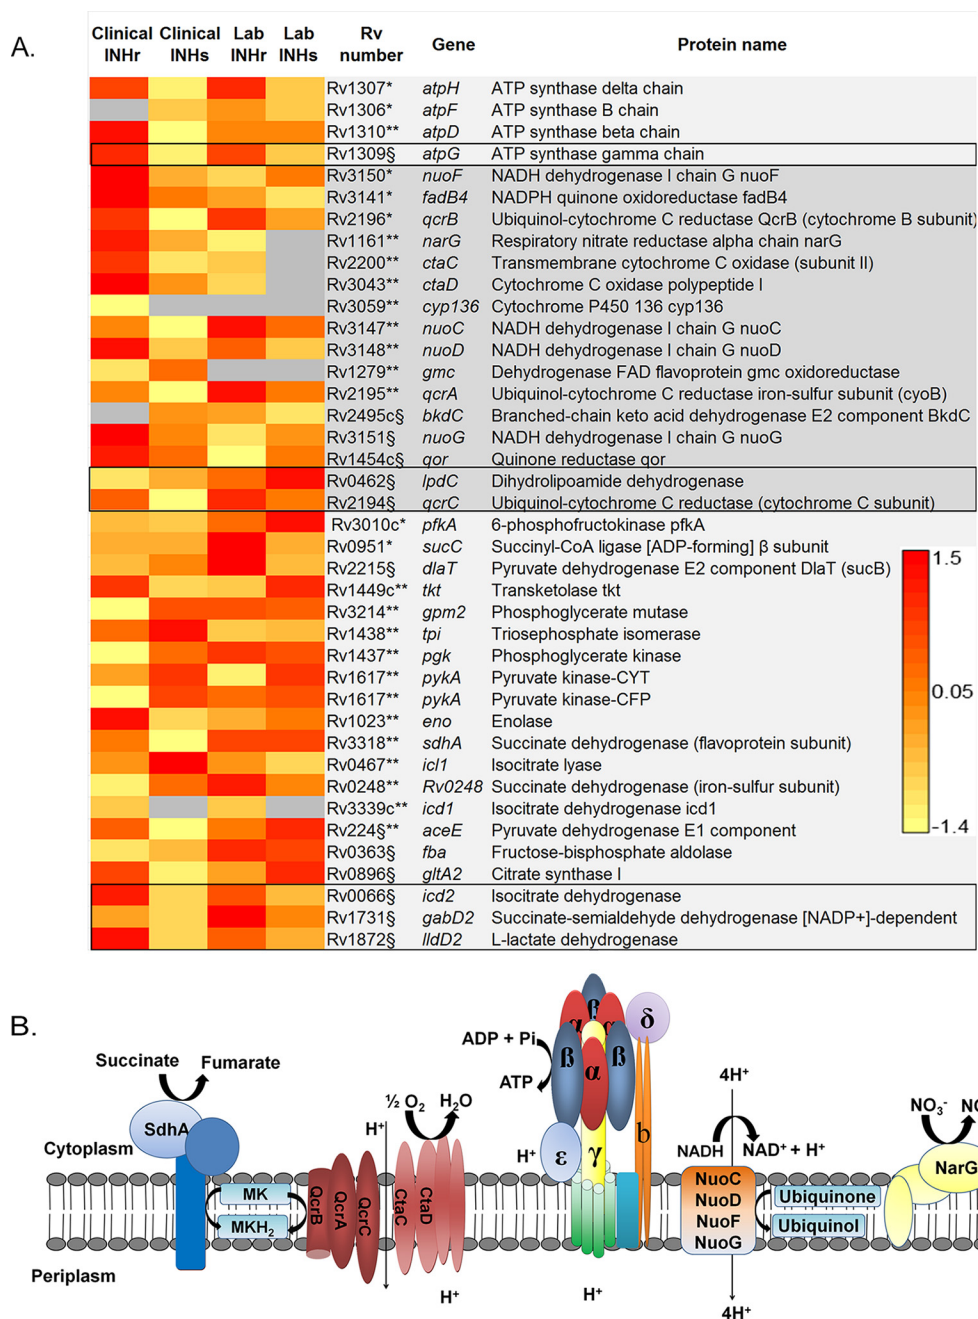 A.
Clinical INHr Clinical INHs Lab INHr Lab INHs Rv number Gene Protein name
Rv1307* atpH ATP synthase delta chain
Rv1306* atpF ATP synthase B chain
Rv1310** atpD ATP synthase beta chain
Rv1309§ atpG ATP synthase gamma chain
Rv3150* nuoF NADH dehydrogenase I chain G nuoF
Rv3141* fadB4 NADPH quinone oxidoreductase fadB4
Rv2196* qcrB Ubiquinol-cytochrome C reductase QcrB (cytochrome B subunit)
Rv1161** narG Respiratory nitrate reductase alpha chain narG
Rv2200** ctaC Transmembrane cytochrome C oxidase (subunit II)
Rv3043** ctaD Cytochrome C oxidase polypeptide I
Rv3059** cyp136 Cytochrome P450 136 cyp136
Rv3147** nuoC NADH dehydrogenase I chain G nuoC
Rv3148** nuoD NADH dehydrogenase I chain G nuoD
Rv1279** gmc Dehydrogenase FAD flavoprotein gmc oxidoreductase
Rv2195** qcrA Ubiquitin-cytochrome C reductase iron-sulfur subunit (cyoB)
Rv2495c§ bkdC Branched-chain keto acid dehydrogenase E2 component BkdC
Rv3151§ nuoG NADH dehydrogenase I chain G nuoG
Rv1454c§ qor Quinone reductase qor
Rv0462§ lpdC Dihydrolipoamide dehydrogenase
Rv2194§ qcrC Ubiquinol-cytochrome C reductase (cytochrome C subunit)
Rv3010c* pfkA 6-phosphofructokinase pfkA
Rv0951* sucC Succinyl-CoA ligase [ADP-forming] β subunit
Rv2215§ dlaT Pyruvate dehydrogenase E2 component DlaT (sucB)
Rv1449c** tkt Transketolase tkt
Rv3214** gpm2 Phosphoglycerate mutase
Rv1438** tpi Triosephosphate isomerase
Rv1437** pgk Phosphoglycerate kinase
Rv1617** pykA Pyruvate kinase-CYT
Rv1617** pykA Pyruvate kinase-CFP
Rv1023** eno Enolase
Rv3318** sdhA Succinate dehydrogenase (flavoprotein subunit)
Rv0467** icl1 Isocitrate lyase
Rv0248** Rv0248 Succinate dehydrogenase (iron-sulfur subunit)
Rv3339c** icd1 Isocitrate dehydrogenase icd1
Rv224§** aceE Pyruvate dehydrogenase E1 component
Rv0363§ fba Fructose-bisphosphate aldolase
Rv0896§ gltA2 Citrate synthase I
Rv0066§ icd2 Isocitrate dehydrogenase
Rv1731§ gabD2 Succinate-semialdehyde dehydrogenase [NADP+]-dependent
Rv1872§ lldD2 L-lactate dehydrogenase
1.5
0.05
-1.4
B.
Succinate Fumarate
SdhA
Cytoplasm
Periplasm
MK
MKH2
QcrB
QcrA
QcrC
H+
½ O2 H2O
CtaC
CtaD
H+
ADP + Pi
ATP
α ß α
ß α ß
δ
b
ε
γ
H+
H+
4H+
NADH NAD+ + H+
NuoC
NuoD
NuoF
NuoG
4H+
Ubiquinone
Ubiquinol
NO3- NO
NarG